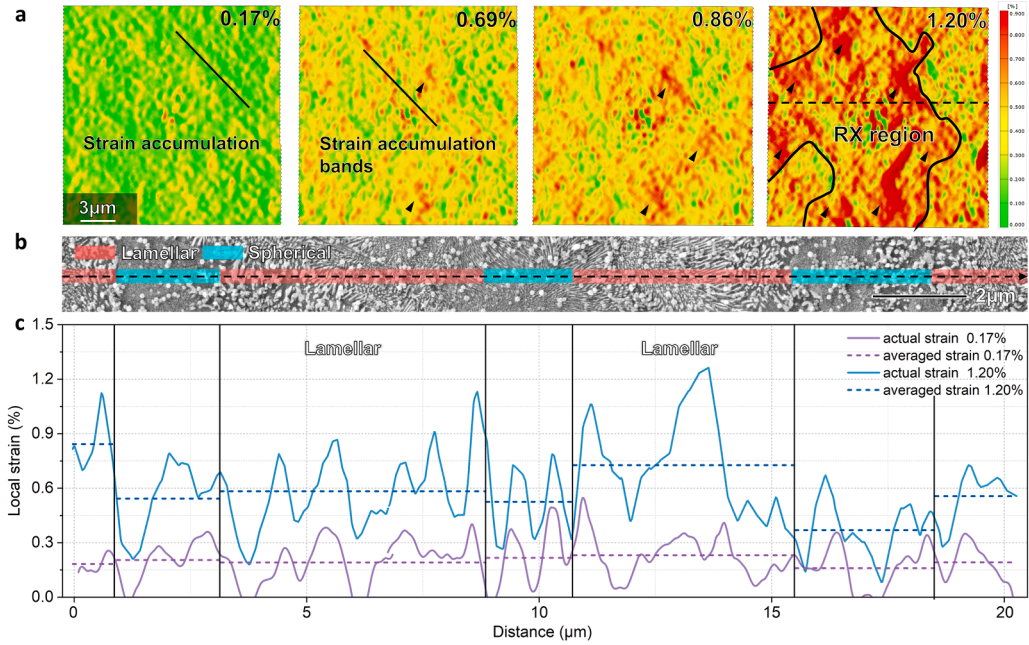 a
0.17%
0.69%
0.86%
1.20%
[%]
0.900
0.800
0.700
0.600
0.500
0.400
0.300
0.200
0.100
0.000
Strain accumulation
Strain accumulation
bands
RX region
3μm
b
Lamellar
Spherical
2μm
c
1.5
1.2
0.9
0.6
0.3
0.0
Local strain (%)
Lamellar
Lamellar
actual strain 0.17%
averaged strain 0.17%
actual strain 1.20%
averaged strain 1.20%
0
5
10
15
20
Distance (μm)